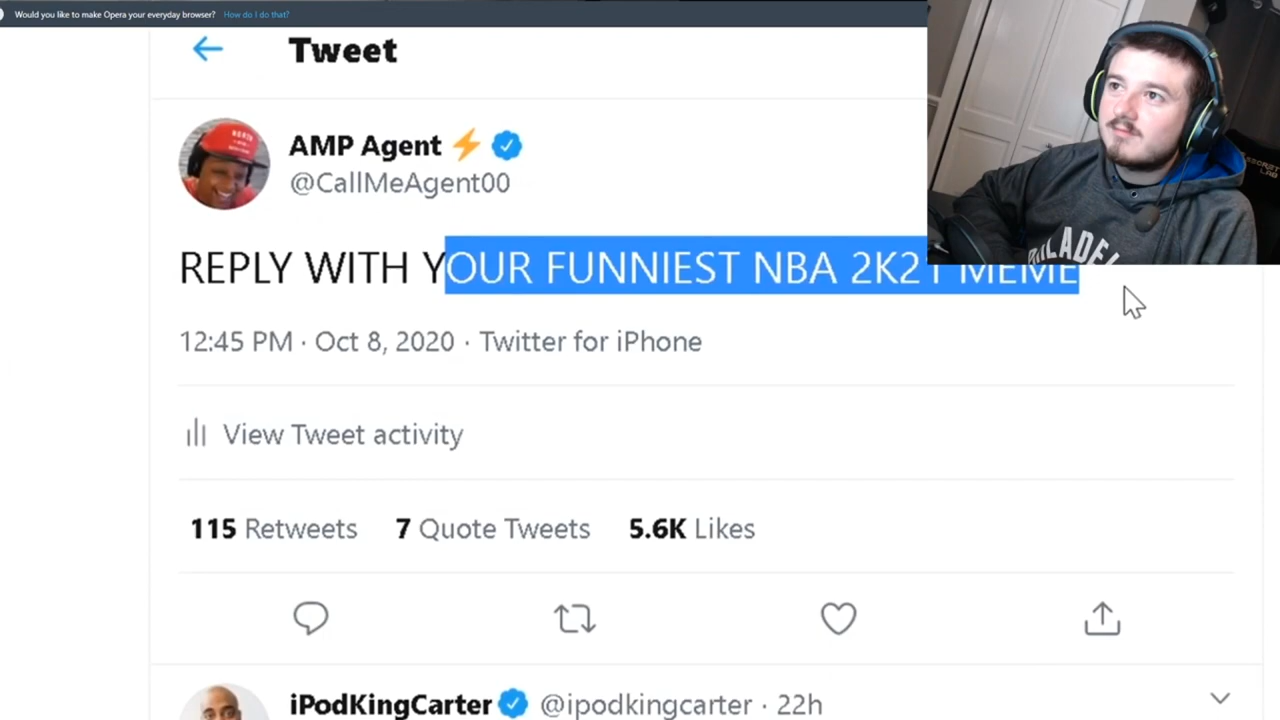 Would you like to make Opera your everyday browser? How do I do that?
Tweet
AMP Agent⚡
@CallMeAgent00
REPLY WITH YOUR FUNNIEST NBA 2K21 MEME
12:45 PM · Oct 8, 2020 · Twitter for iPhone
View Tweet activity
115 Retweets 7 Quote Tweets 5.6K Likes
iPodKingCarter @ipodkingcarter · 22h
SECRET
LAB